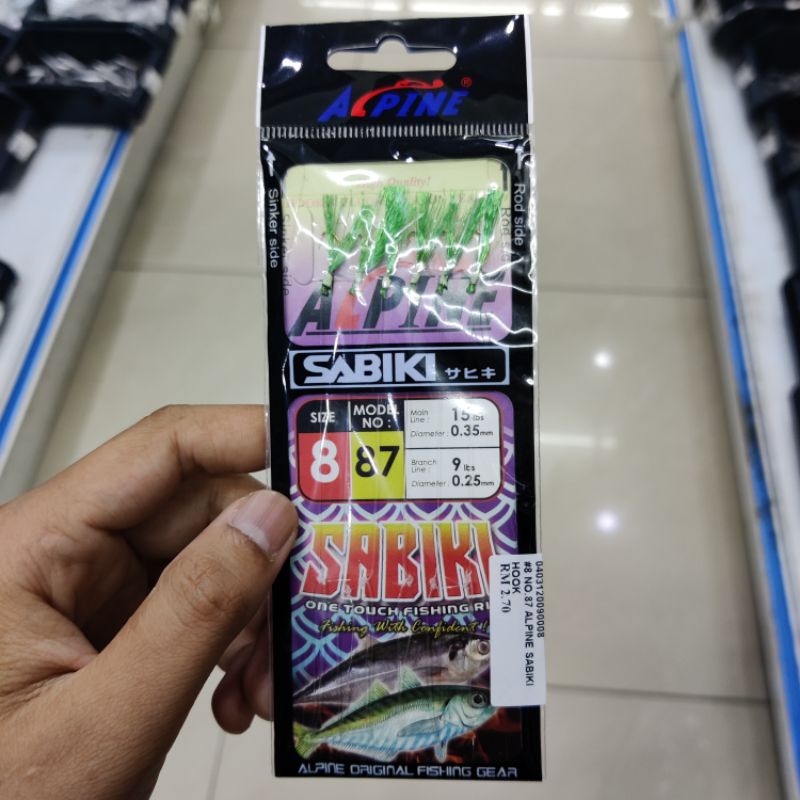 ALPINE®
Sinker side
Rod side
Quality!
ALPINE
SABIKI サヒキ
SIZE
8
MODEL NO :
87
Main Line : 15 lbs
Diameter : 0.35mm
Branch Line : 9 lbs
Diameter : 0.25mm
SABIKI
ONE TOUCH FISHING
Fishing With Confident
ALPINE ORIGINAL FISHING GEAR
0403120090008
#8 NO.87 ALPINE SABIKI
HOOK
RM 2.70